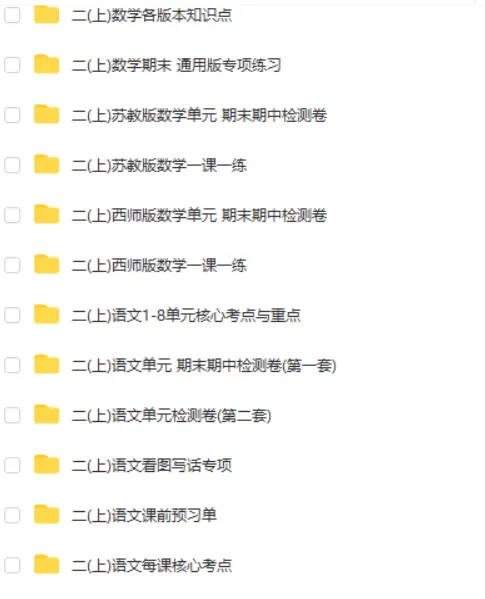 二(上)数学各版本知识点
二(上)数学期末 通用版专项练习
二(上)苏教版数学单元 期末期中检测卷
二(上)苏教版数学一课一练
二(上)西师版数学单元 期末期中检测卷
二(上)西师版数学一课一练
二(上)语文1-8单元核心考点与重点
二(上)语文单元 期末期中检测卷(第一套)
二(上)语文单元检测卷(第二套)
二(上)语文看图写话专项
二(上)语文课前预习单
二(上)语文每课核心考点